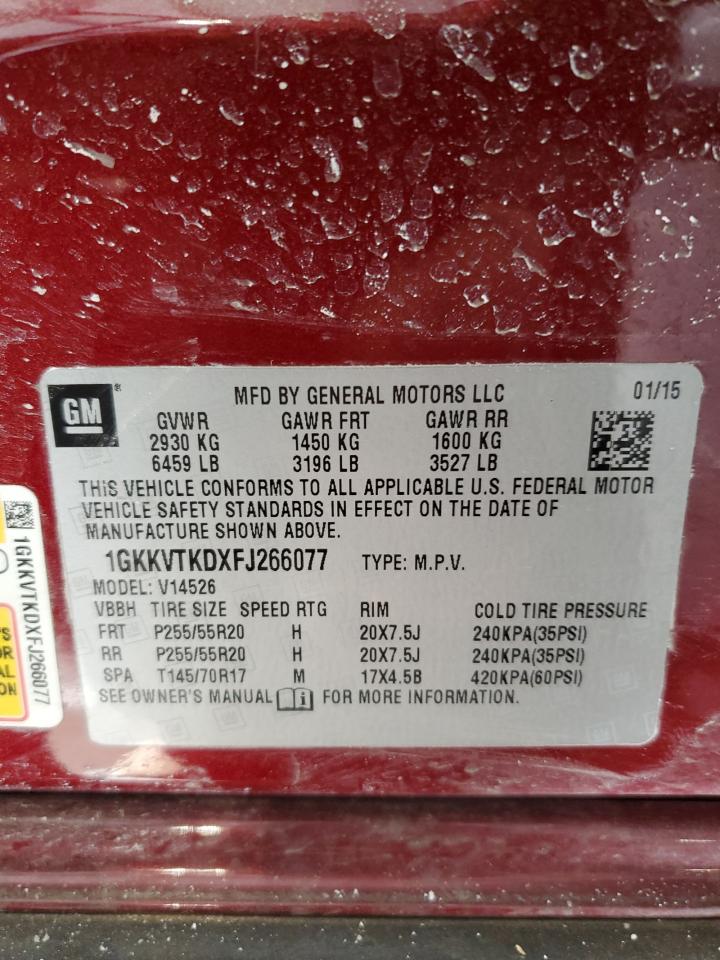 GM ®
MFD BY GENERAL MOTORS LLC 01/15
GVWR GAWR FRT GAWR RR
2930 KG 1450 KG 1600 KG
6459 LB 3196 LB 3527 LB
THIS VEHICLE CONFORMS TO ALL APPLICABLE U.S. FEDERAL MOTOR
VEHICLE SAFETY STANDARDS IN EFFECT ON THE DATE OF
MANUFACTURE SHOWN ABOVE.
1GKKVTKDXFJ266077 TYPE: M.P.V.
MODEL: V14526
VBBH TIRE SIZE SPEED RTG RIM COLD TIRE PRESSURE
FRT P255/55R20 H 20X7.5J 240KPA(35PSI)
RR P255/55R20 H 20X7.5J 240KPA(35PSI)
SPA T145/70R17 M 17X4.5B 420KPA(60PSI)
SEE OWNER'S MANUAL i FOR MORE INFORMATION.
1GKKVTKDXFJ266077